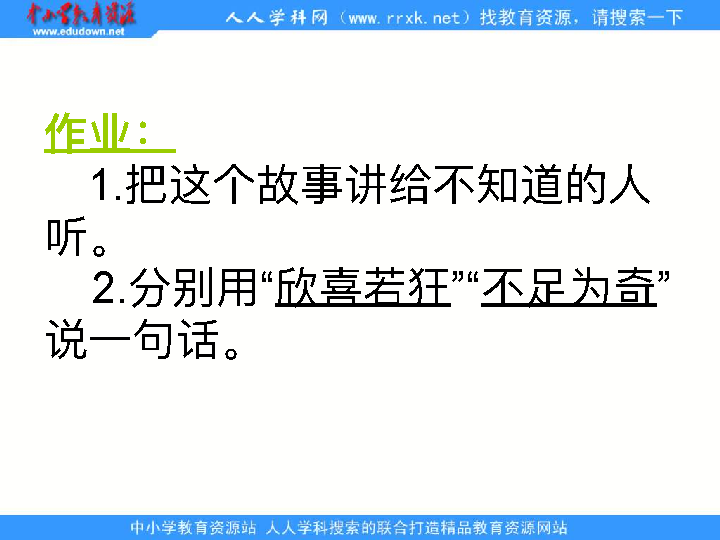 中小学教育资源
www.edudown.net
人人学科网（www.rrxk.net）找教育资源，请搜索一下
作业：
1.把这个故事讲给不知道的人
听。
2.分别用“欣喜若狂”“不足为奇”
说一句话。
中小学教育资源站 人人学科搜索的联合打造精品教育资源网站